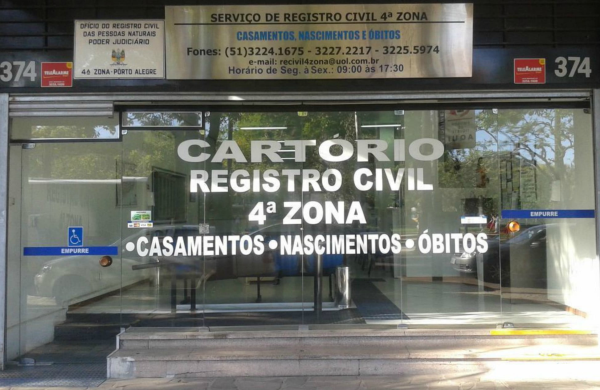 OFÍCIO DO REGISTRO CIVIL
DAS PESSOAS NATURAIS
PODER JUDICIÁRIO
4ª ZONA-PORTO ALEGRE
SERVIÇO DE REGISTRO CIVIL 4ª ZONA
CASAMENTOS, NASCIMENTOS E ÓBITOS
Fones: (51)3224.1675 - 3227.2217 - 3225.5974
e-mail: recivil4zona@uol.com.br
Horário de Seg. á Sex.: 09:00 às 17:30
374
374
CARTÓRIO
REGISTRO CIVIL
4ª ZONA
•CASAMENTOS•NASCIMENTOS•ÓBITOS
EMPURRE
EMPURRE